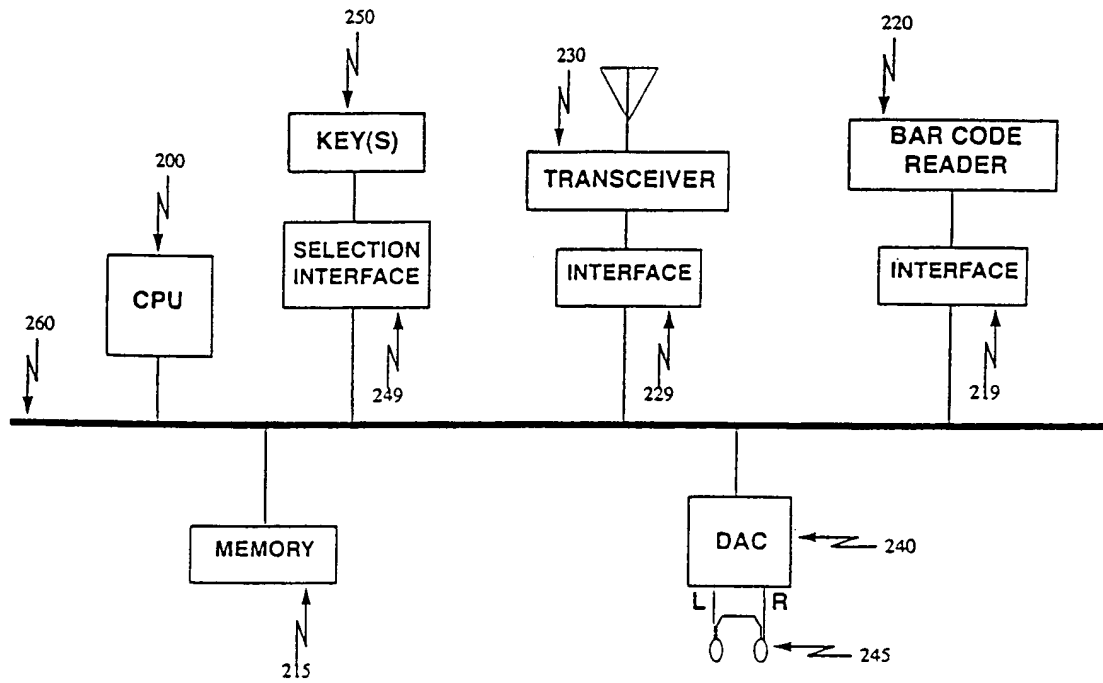 250
230
220
KEY(S)
BAR CODE
READER
200
TRANSCEIVER
SELECTION
INTERFACE
INTERFACE
INTERFACE
CPU
260
249
229
219
MEMORY
DAC
240
L
R
215
245